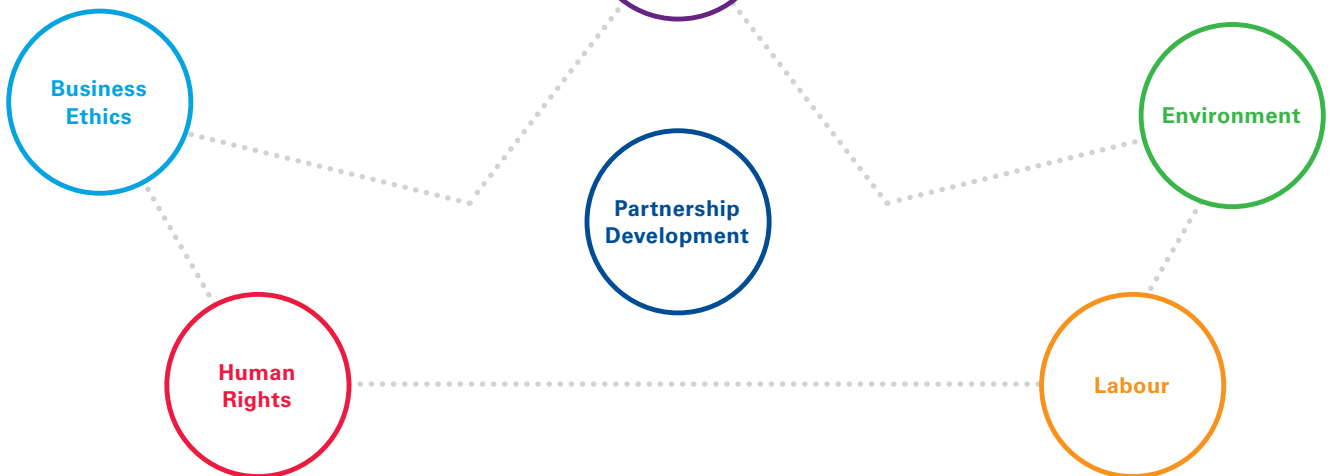 Business
Ethics
Environment
Partnership
Development
Human
Rights
Labour